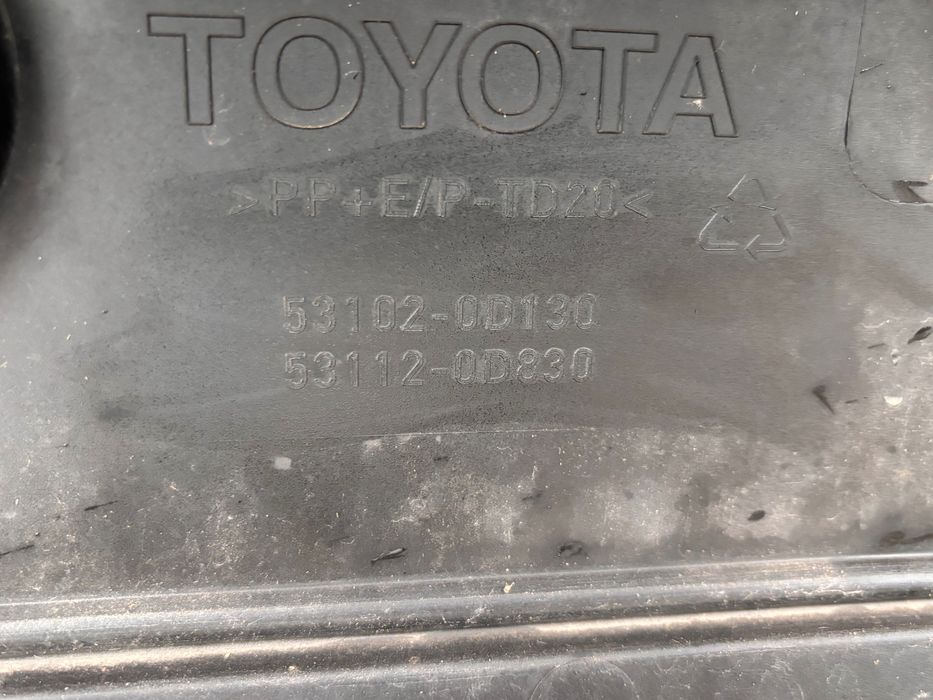 TOYOTA
>PP+E/P-TD20<
53102-0D130
53112-0D830